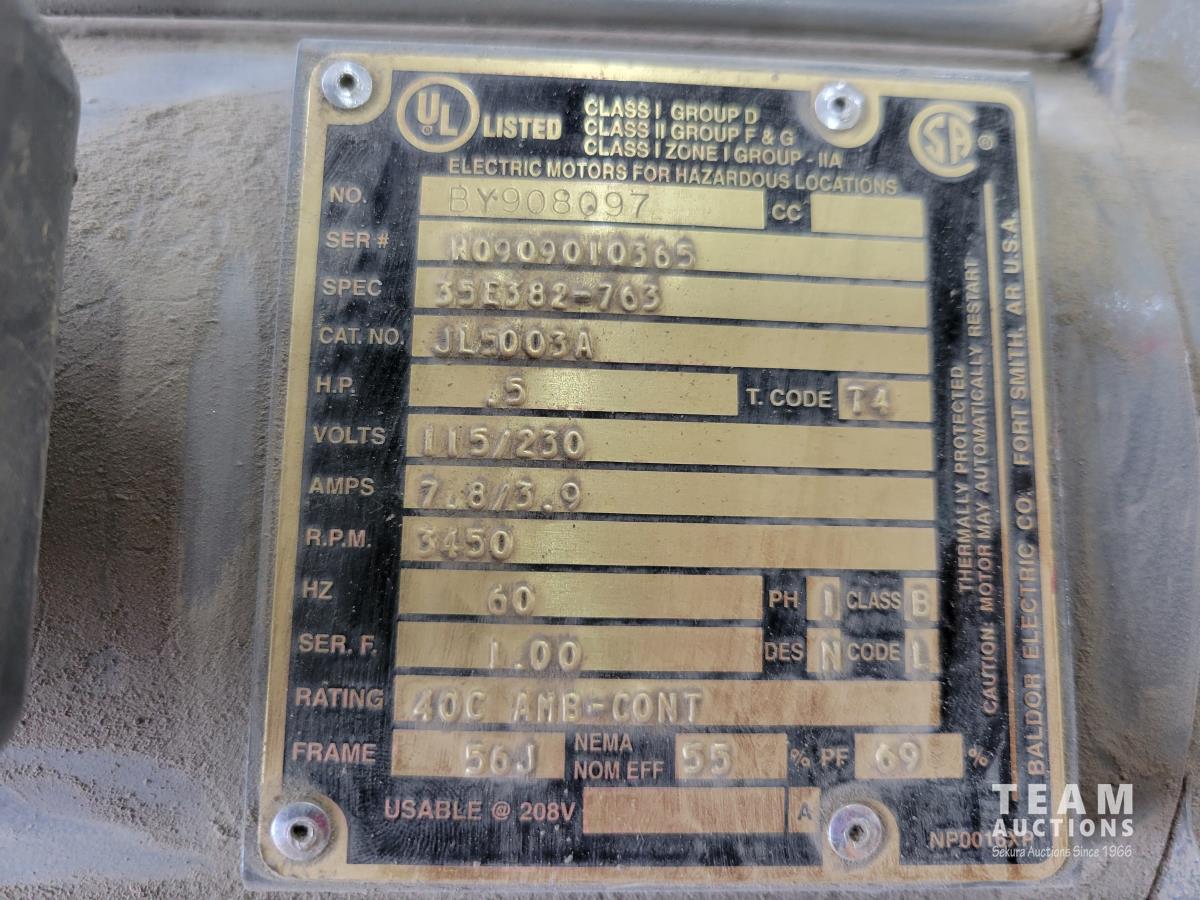 UL LISTED
CLASS I GROUP D
CLASS II GROUP F & G
CLASS I ZONE I GROUP - IIA
ELECTRIC MOTORS FOR HAZARDOUS LOCATIONS
SA
NO. BY908097 CC
SER # W0909010365
SPEC 35E382-763
CAT. NO. JL5003A
H.P. .5 T. CODE T4
VOLTS 115/230
AMPS 7.8/3.9
R.P.M. 3450
HZ 60 PH 1 CLASS B
SER. F. 1.00 DES N CODE L
RATING 40C AMB-CONT
FRAME 56J NEMA NOM EFF 55 % PF 69 %
USABLE @ 208V A
THERMALLY PROTECTED
CAUTION: MOTOR MAY AUTOMATICALLY RESTART
BALDOR ELECTRIC CO. FORT SMITH, AR U.S.A.
TEAM
AUCTIONS
Sekura Auctions Since 1966